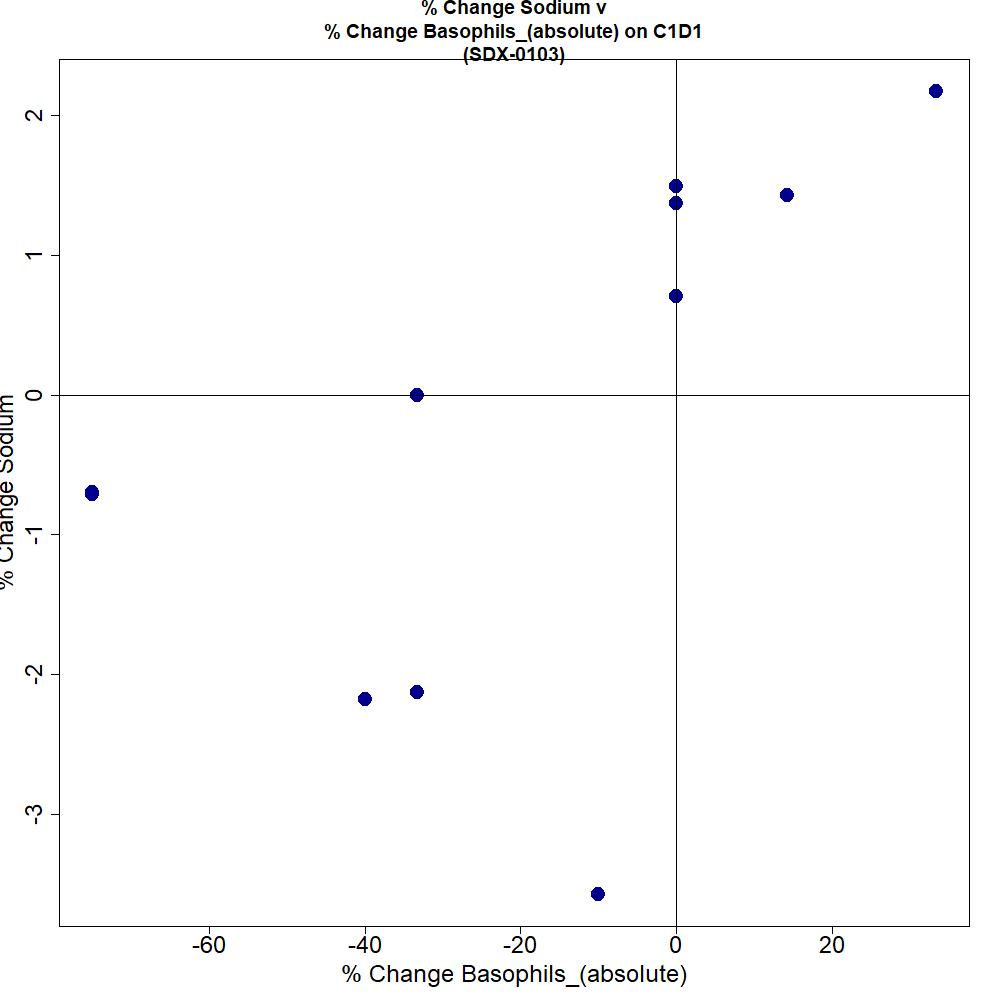 % Change Sodium v
% Change Basophils_(absolute) on C1D1
(SDX-0103)
% Change Sodium
2
1
0
-1
-2
-3
-60
-40
-20
0
20
% Change Basophils_(absolute)